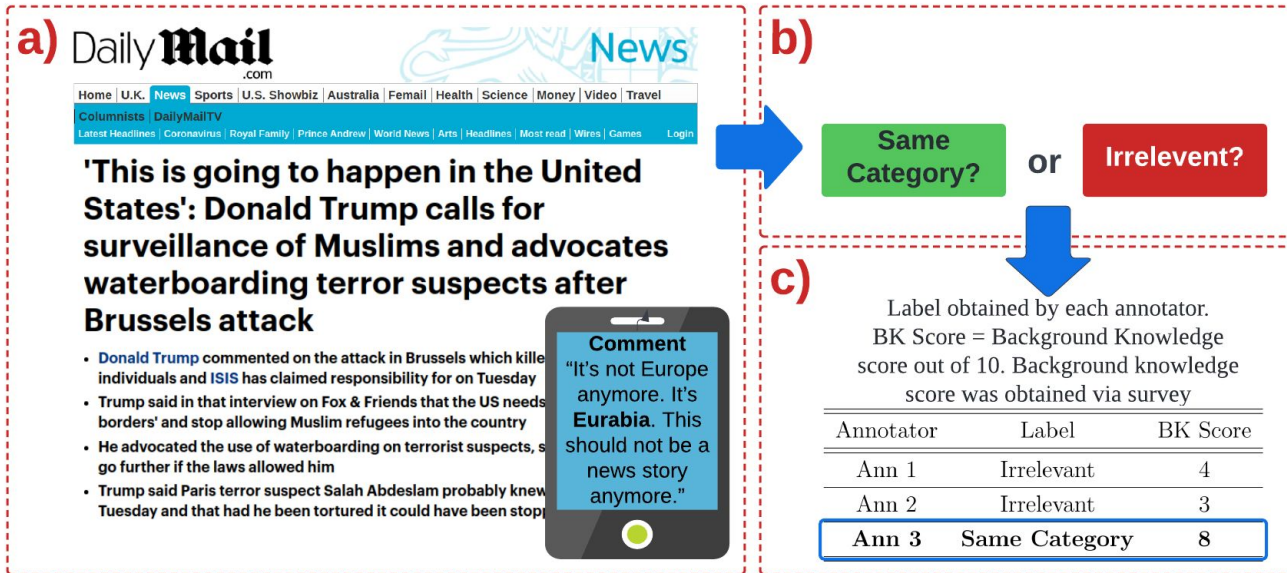 a)
Daily Mail
.com
News
Home | U.K. News Sports | U.S. Showbiz | Australia | Femail | Health | Science | Money | Video | Travel
Columnists | DailyMailTV
Latest Headlines | Coronavirus | Royal Family | Prince Andrew | World News | Arts | Headlines | Most read | Wires | Games Login
'This is going to happen in the United
States': Donald Trump calls for
surveillance of Muslims and advocates
waterboarding terror suspects after
Brussels attack
• Donald Trump commented on the attack in Brussels which kille
individuals and ISIS has claimed responsibility for on Tuesday
• Trump said in that interview on Fox & Friends that the US needs
borders' and stop allowing Muslim refugees into the country
• He advocated the use of waterboarding on terrorist suspects, s
go further if the laws allowed him
• Trump said Paris terror suspect Salah Abdeslam probably knew
Tuesday and that had he been tortured it could have been stopp
Comment
“It’s not Europe
anymore. It’s
Eurabia. This
should not be a
news story
anymore.”
b)
Same
Category?
or
Irrelevent?
c)
Label obtained by each annotator.
BK Score = Background Knowledge
score out of 10. Background knowledge
score was obtained via survey
Annotator Label BK Score
Ann 1 Irrelevant 4
Ann 2 Irrelevant 3
Ann 3 Same Category 8